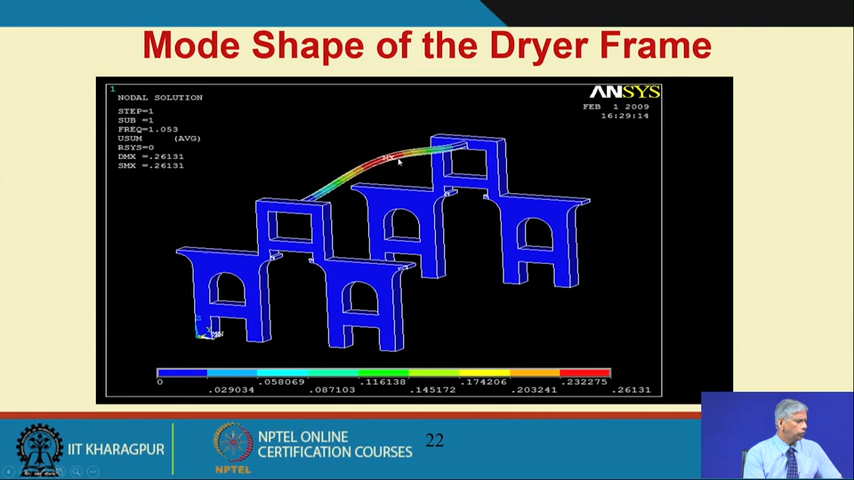 Mode Shape of the Dryer Frame
1
NODAL SOLUTION
STEP=1
SUB =1
FREQ=1.053
USUM (AVG)
RSYS=0
DMX =.26131
SMX =.26131
ANSYS
FEB 1 2009
16:29:14
MX
Z
Y
MN
0 .058069 .116138 .174206 .232275
.029034 .087103 .145172 .203241 .26131
IIT KHARAGPUR
NPTEL
NPTEL ONLINE
CERTIFICATION COURSES
22